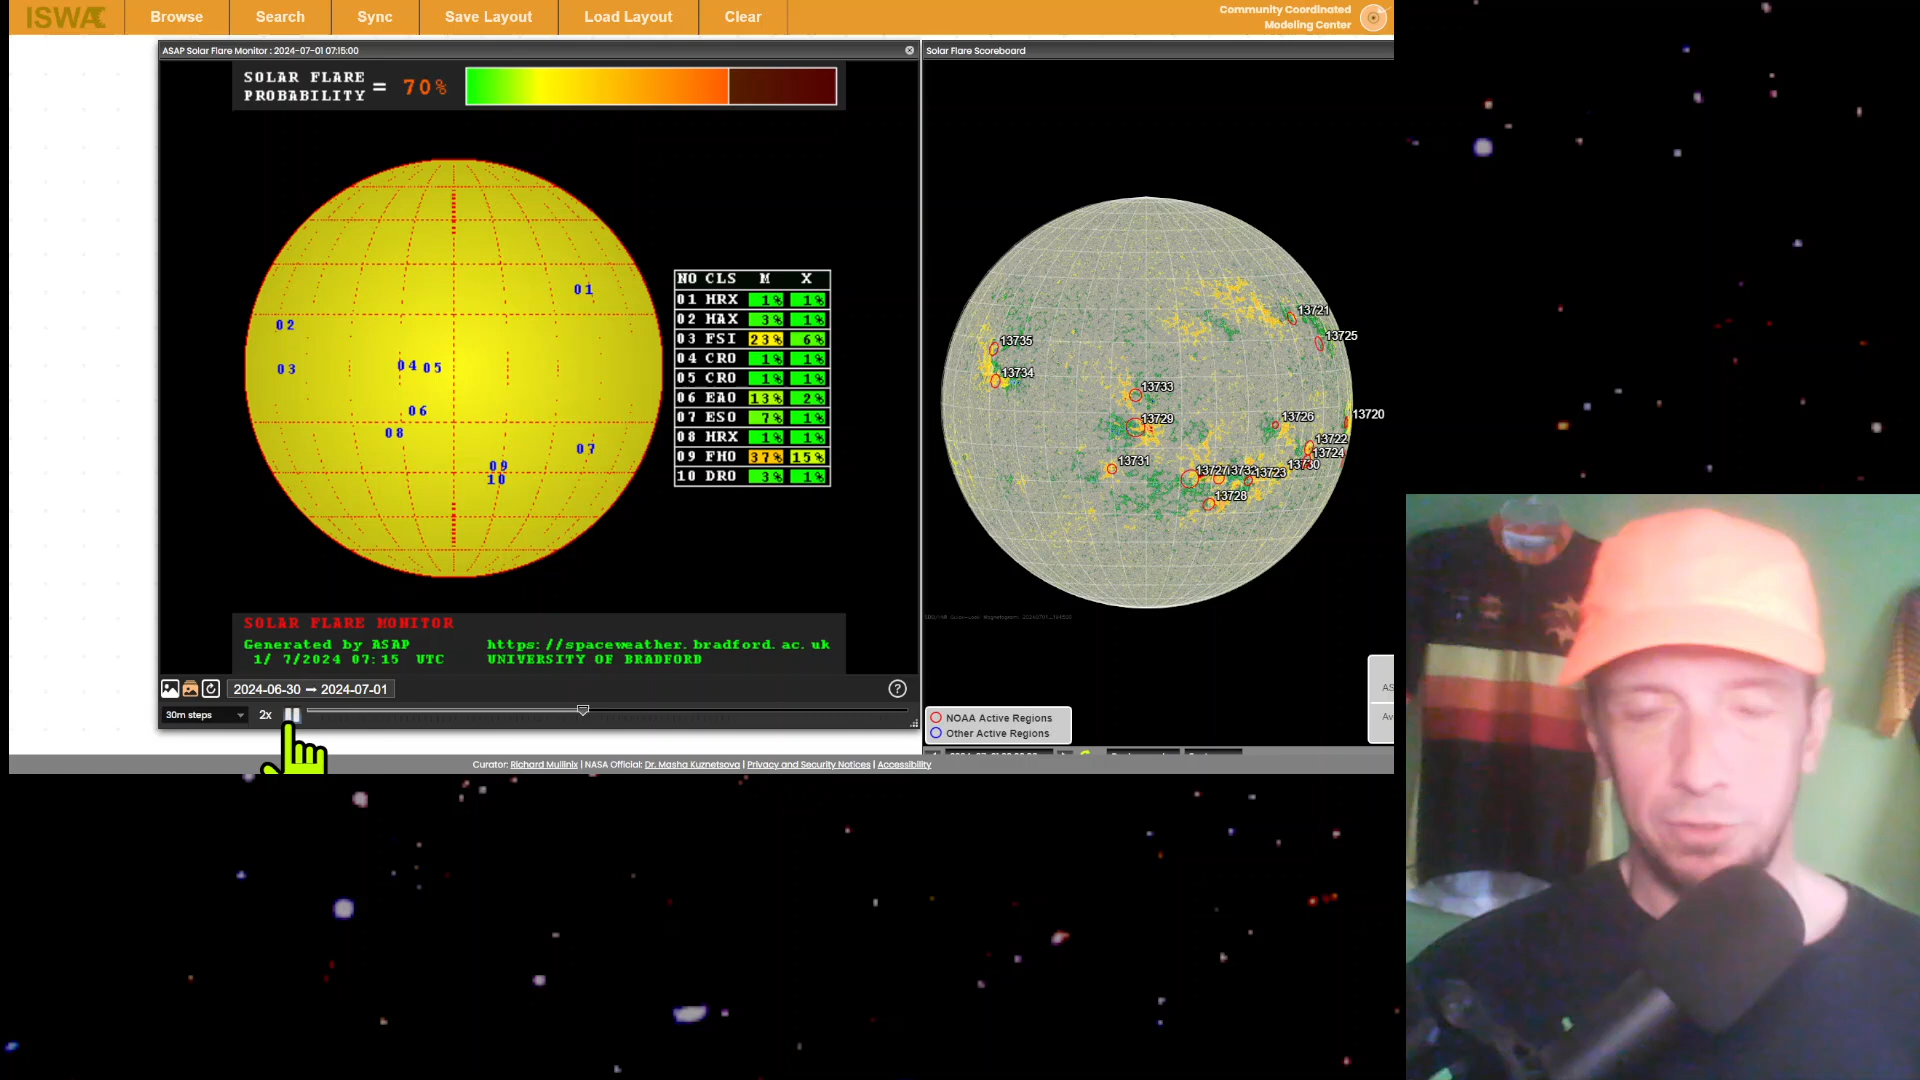 ISWA
Browse
Search
Sync
Save Layout
Load Layout
Clear
Community Coordinated
Modeling Center
ASAP Solar Flare Monitor : 2024-07-01 07:15:00
SOLAR FLARE
PROBABILITY = 70%
01
02
03
04 05
06
08
07
09
10
NO CLS M X
01 HRX 1% 1%
02 HAX 3% 1%
03 FSI 23% 6%
04 CRO 1% 1%
05 CRO 1% 1%
06 EAO 13% 2%
07 ESO 7% 1%
08 HRX 1% 1%
09 FHO 37% 15%
10 DRO 3% 1%
SOLAR FLARE MONITOR
Generated by ASAP https://spaceweather.bradford.ac.uk
1/ 7/2024 07:15 UTC UNIVERSITY OF BRADFORD
2024-06-30 → 2024-07-01
?
30m steps
2x
Solar Flare Scoreboard
13721
13725
13735
13734
13733
13720
13726
13729
13722
13724
13731
13730
13727
13732
13723
13728
NOAA Active Regions
Other Active Regions
AS
Av
Curator: Richard Mullinix | NASA Official: Dr. Masha Kuznetsova | Privacy and Security Notices | Accessibility